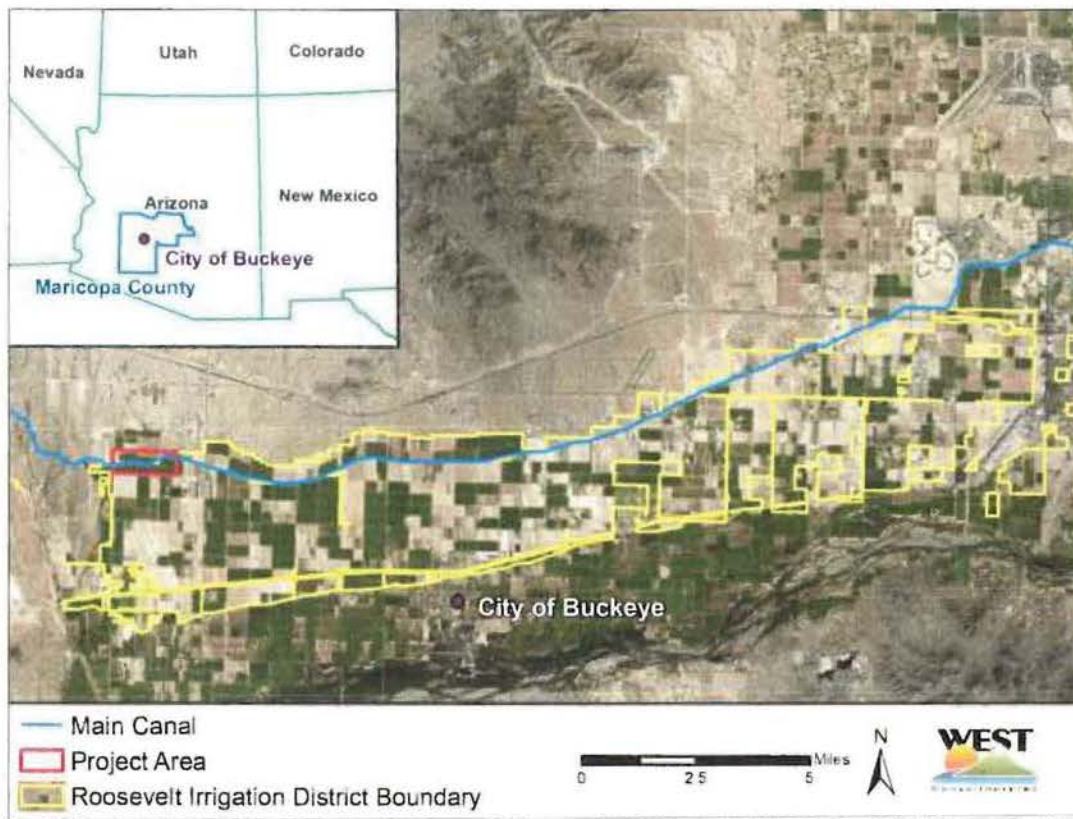 Utah
Colorado
Nevada
Arizona
New Mexico
City of Buckeye
Maricopa County
City of Buckeye
Main Canal
Project Area
Roosevelt Irrigation District Boundary
Miles
0 2.5 5
N
WEST